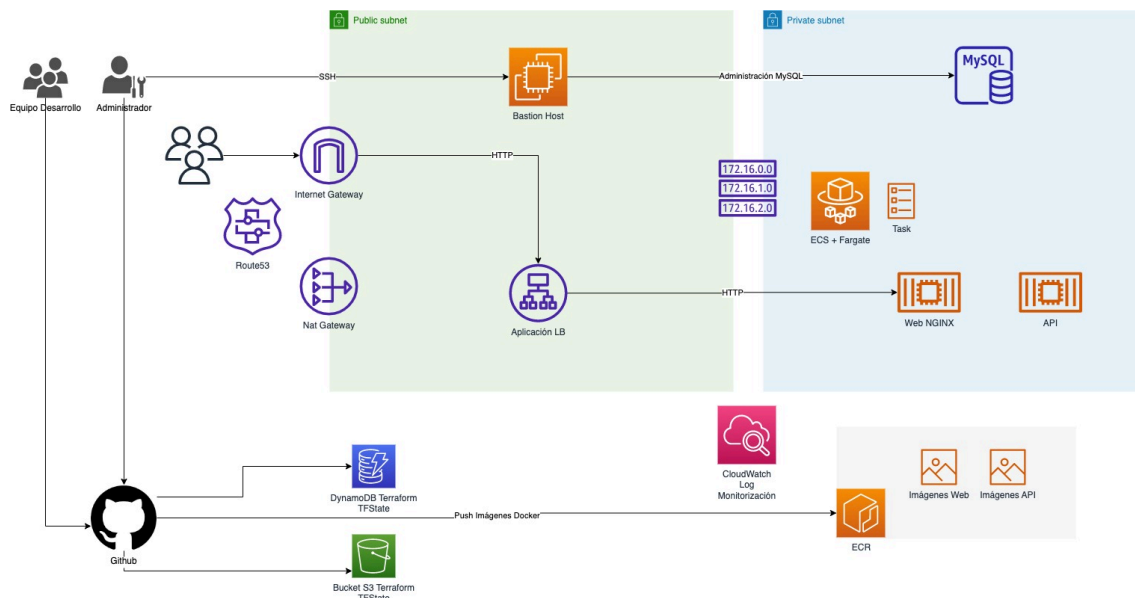 Public subnet
Private subnet
Equipo Desarrollo
Administrador
SSH
Bastion Host
Administración MySQL
MySQL
HTTP
Internet Gateway
172.16.0.0
172.16.1.0
172.16.2.0
ECS + Fargate
Task
Route53
Nat Gateway
Aplicación LB
HTTP
Web NGINX
API
CloudWatch
Log
Monitorización
DynamoDB Terraform
TFState
Imágenes Web
Imágenes API
Push Imágenes Docker
ECR
Github
Bucket S3 Terraform
TFState